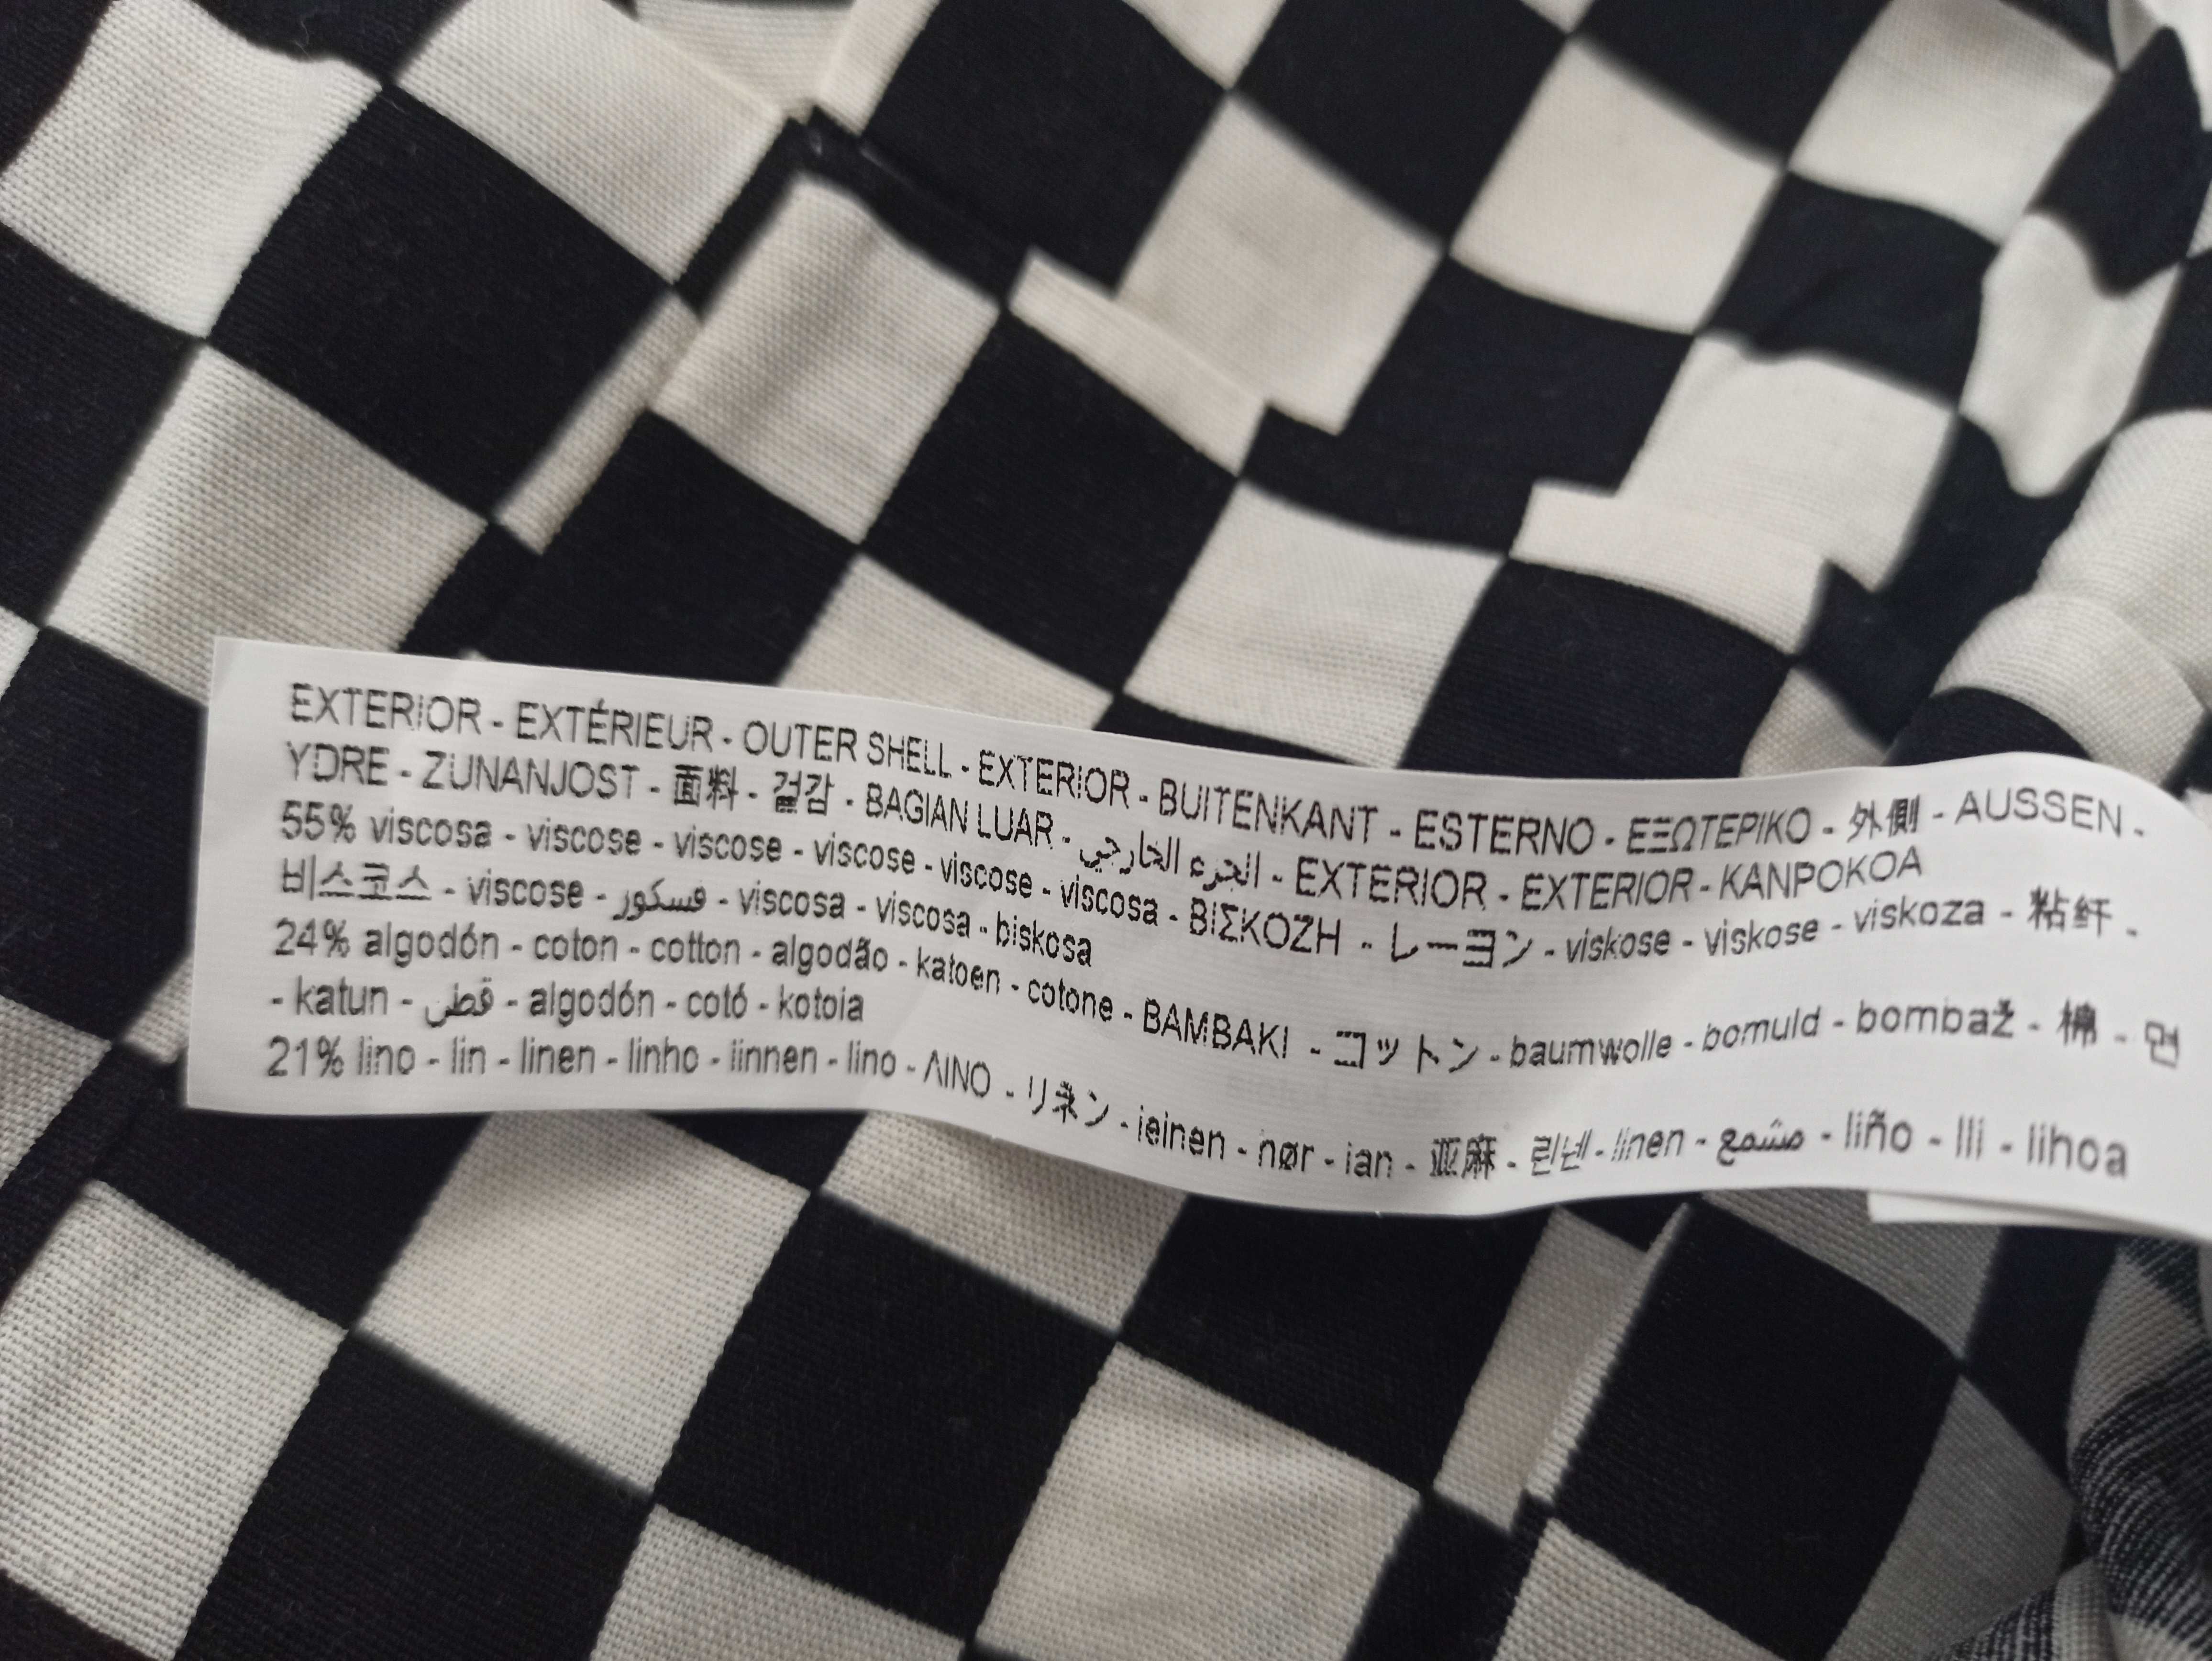 EXTERIOR - EXTÉRIEUR - OUTER SHELL - EXTERIOR - BUITENKANT - ESTERNO - ΕΞΩΤΕΡΙΚΟ - 外側 - AUSSEN -
YDRE - ZUNANJOST - 面料 - 겉감 - BAGIAN LUAR - الجزء الخارجي - EXTERIOR - EXTERIOR - KANPOKOA
55% viscosa - viscose - viscose - viscose - viscose - viscosa - ΒΙΣΚΟΖΗ - レーヨン - viskose - viskose - viskoza - 粘纤 -
비스코스 - viscose - فسكوز - viscosa - viscosa - biskosa
24% algodón - coton - cotton - algodão - katoen - cotone - BAMBAKI - コットン - baumwolle - bomuld - bombaž - 棉 - 면
- katun - قطن - algodón - cotó - kotoia
21% lino - lin - linen - linho - linnen - lino - ΛΙΝΟ - リネン - leinen - nør - lan - 亚麻 - 린넨 - linen - مشمع - liño - lli - lihoa